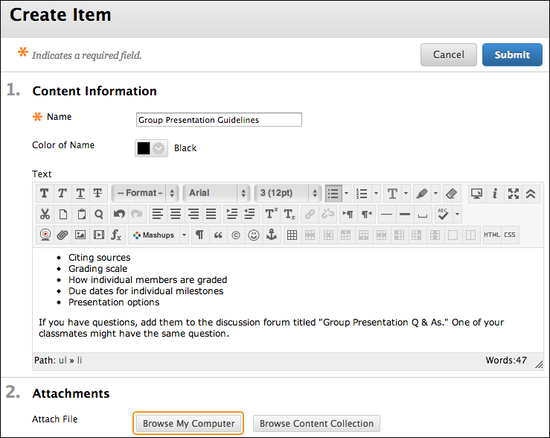 Create Item
* Indicates a required field.
Cancel
Submit
1. Content Information
* Name
Group Presentation Guidelines
Color of Name
Black
Text
T T T T
-- Format --
Arial
3 (12pt)
T
Tx Tx
ABC
fx
Mashups
¶
“
©
HTML CSS
• Citing sources
• Grading scale
• How individual members are graded
• Due dates for individual milestones
• Presentation options
If you have questions, add them to the discussion forum titled "Group Presentation Q & As." One of your
classmates might have the same question.
Path: ul » li
Words:47
2. Attachments
Attach File
Browse My Computer
Browse Content Collection